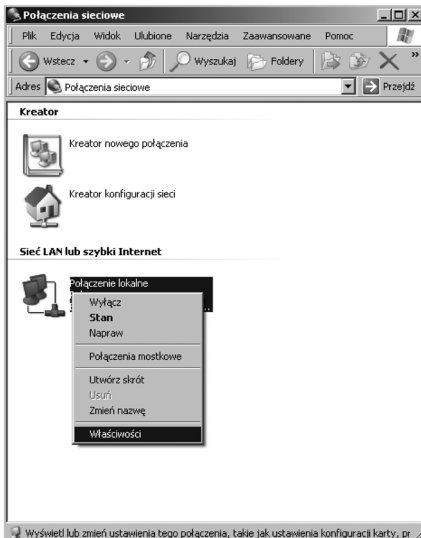 Połączenia sieciowe
Plik Edycja Widok Ulubione Narzędzia Zaawansowane Pomoc
Wstecz Wyszukaj Foldery »
Adres Połączenia sieciowe Przejdź
Kreator
Kreator nowego połączenia
Kreator konfiguracji sieci
Sieć LAN lub szybki Internet
Połączenie lokalne
Wyłącz
Stan
Napraw
Połączenia mostkowe
Utwórz skrót
Usuń
Zmień nazwę
Właściwości
Wyświetl lub zmień ustawienia tego połączenia, takie jak ustawienia konfiguracji karty, pr